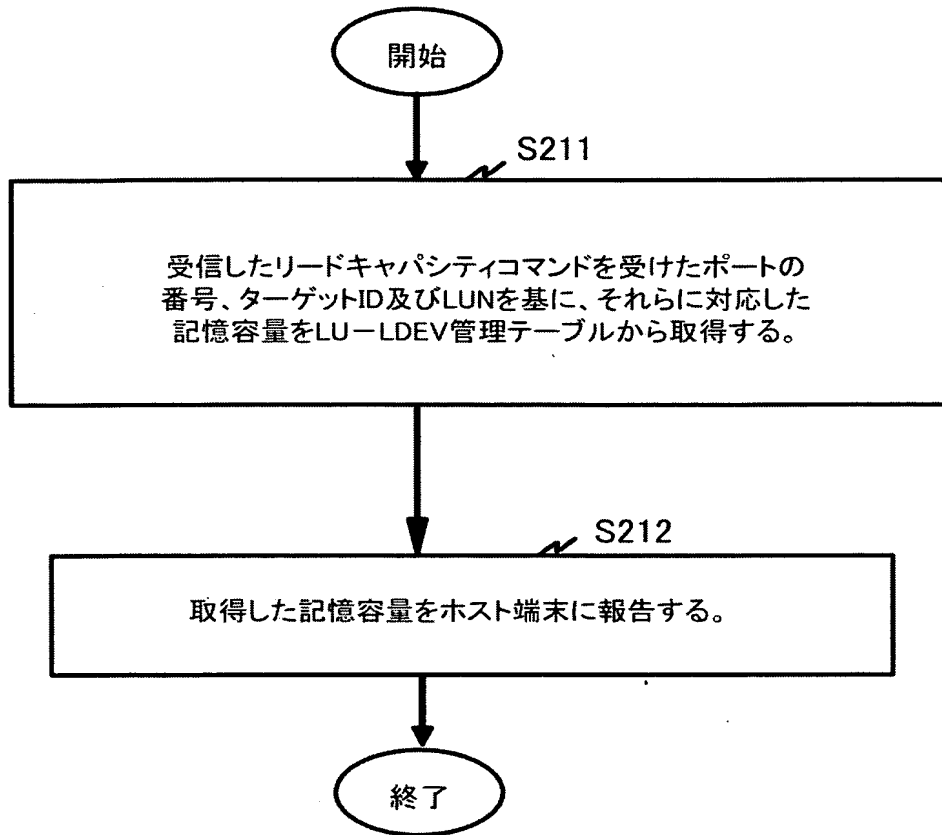 開始
S211
受信したリードキャパシティコマンドを受けたポートの
番号、ターゲットID及びLUNを基に、それらに対応した
記憶容量をLU－LDEV管理テーブルから取得する。
S212
取得した記憶容量をホスト端末に報告する。
終了